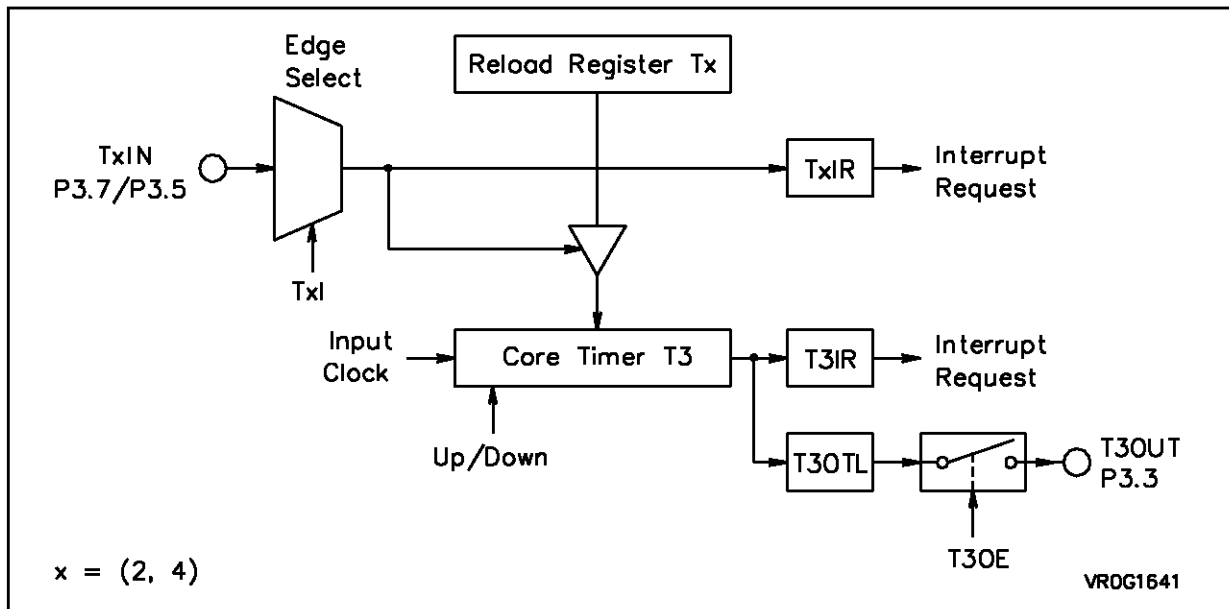 Edge
Select
Reload Register Tx
TxIN
P3.7/P3.5
TxIR
Interrupt
Request
TxI
Input
Clock
Core Timer T3
T3IR
Interrupt
Request
Up/Down
T3OTL
T3OUT
P3.3
T3OE
x = (2, 4)
VR0G1641